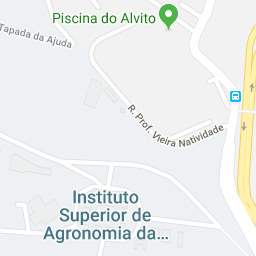 Piscina do Alvito
Tapada da Ajuda
R. Prof. Vieira Natividade
Instituto
Superior de
Agronomia da...